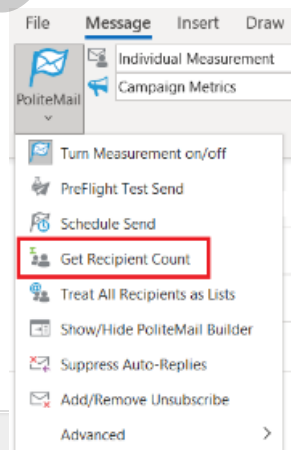 File Message Insert Draw
Individual Measurement
Campaign Metrics
PoliteMail
Turn Measurement on/off
PreFlight Test Send
Schedule Send
Get Recipient Count
Treat All Recipients as Lists
Show/Hide PoliteMail Builder
Suppress Auto-Replies
Add/Remove Unsubscribe
Advanced